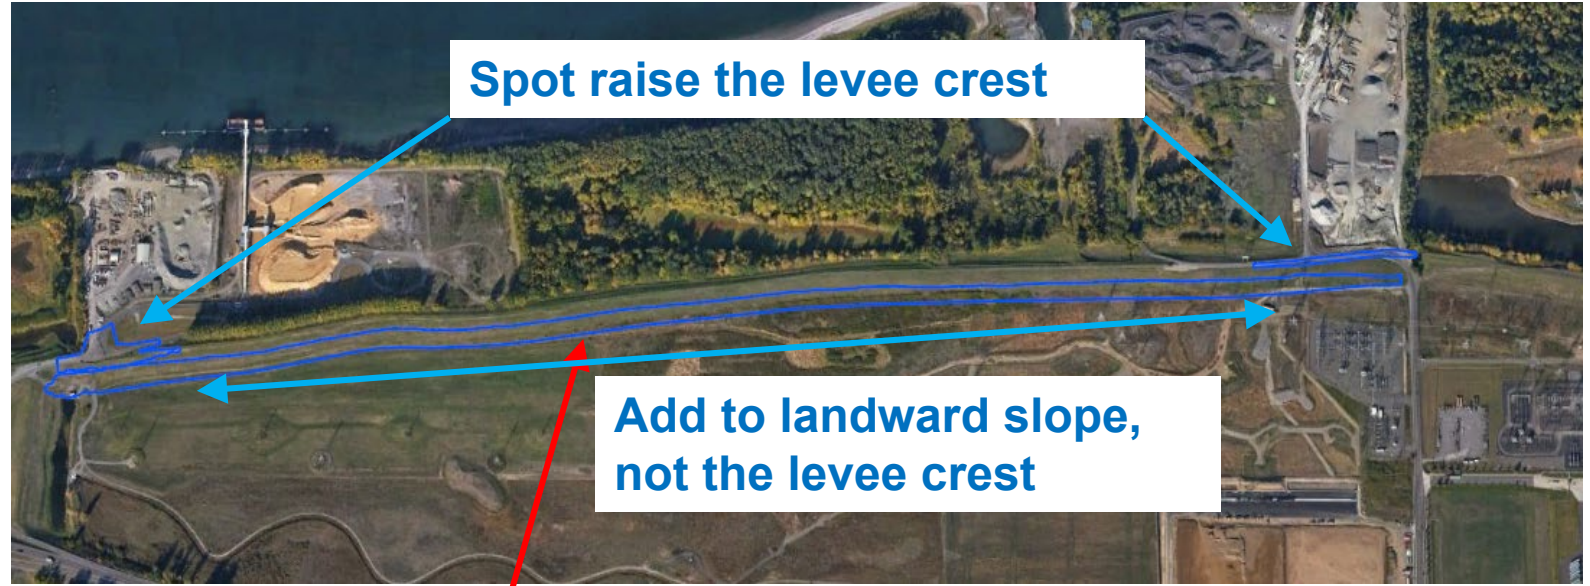 Spot raise the levee crest
Add to landward slope,
not the levee crest